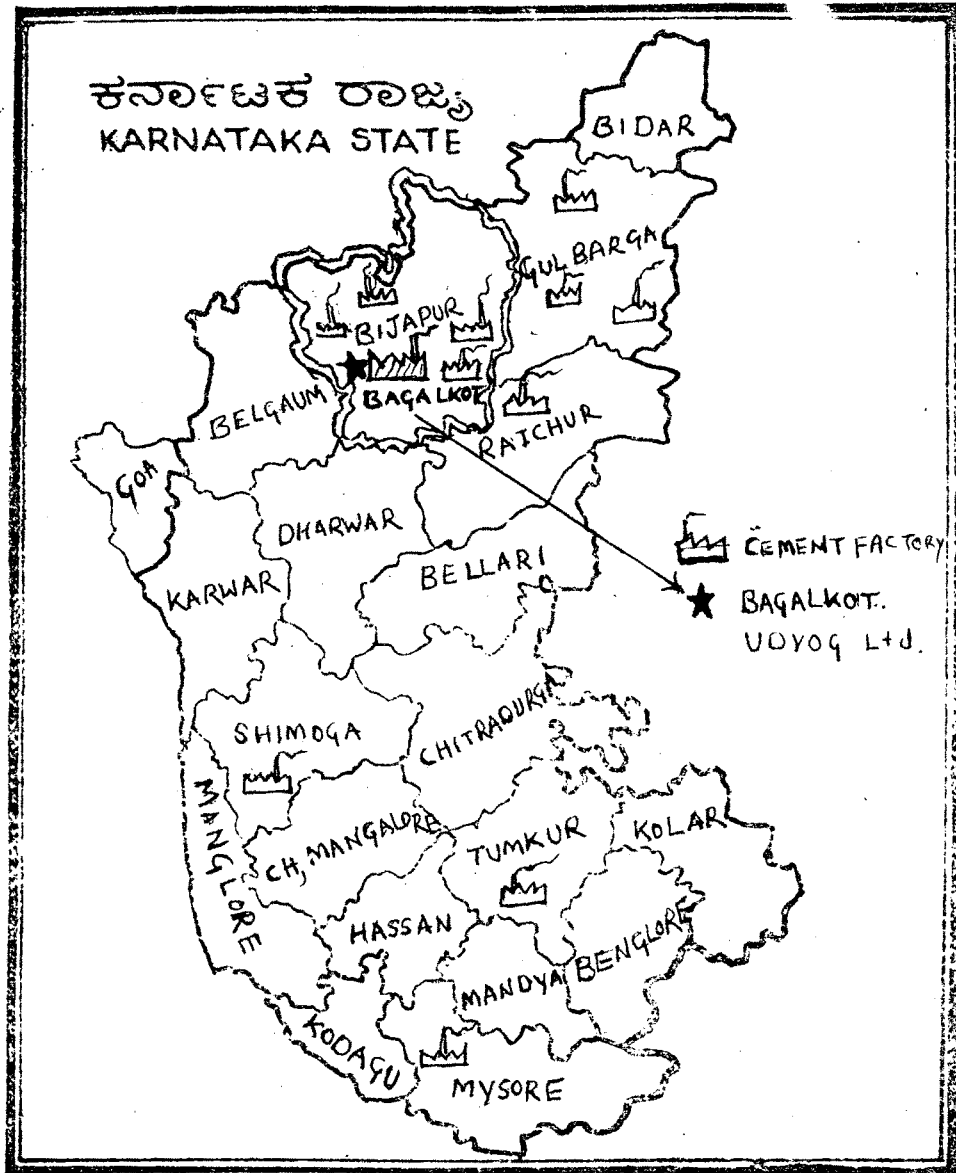 ಕರ್ನಾಟಕ ರಾಜ್ಯ
KARNATAKA STATE
BIDAR
GULBARGA
BIJAPUR
BAGALKOT
BELGAUM
RAICHUR
GOA
DHARWAR
CEMENT FACTORY
BELLARI
KARWAR
BAGALKOT.
UDYOG Ltd.
SHIMOGA
CHITRADURGA
MANGLORE
CH, MANGALORE
TUMKUR
KOLAR
HASSAN
BENGLORE
MANDYA
KODAGU
MYSORE